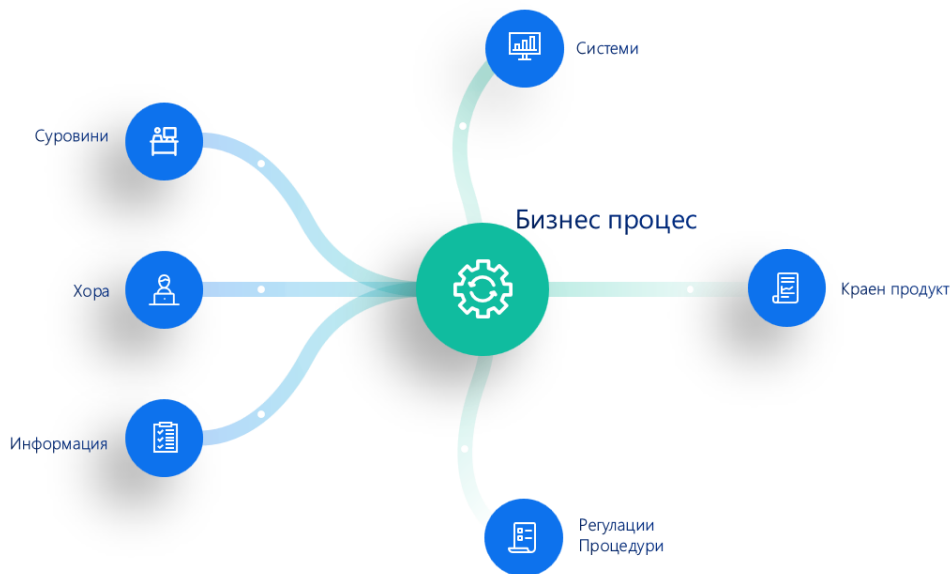 Системи
Суровини
Бизнес процес
Хора
Краен продукт
Информация
Регулации
Процедури